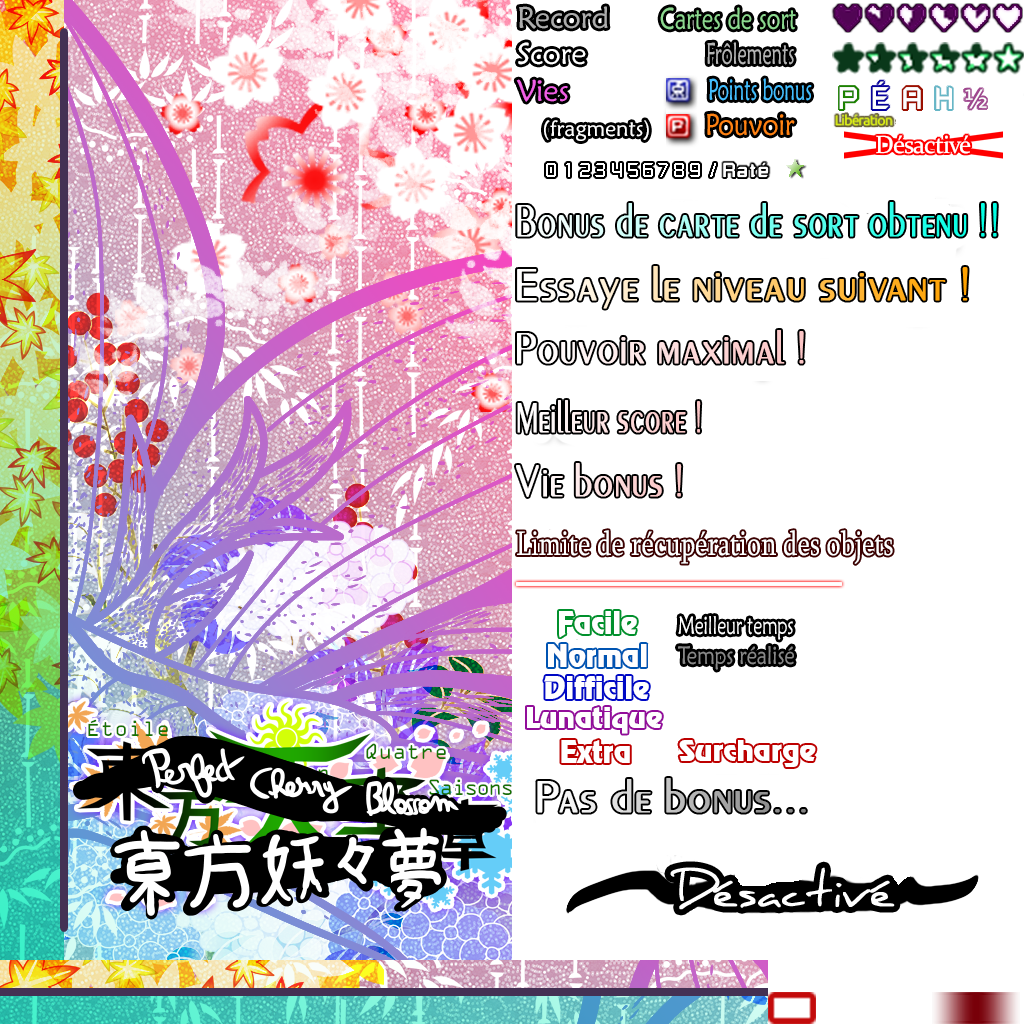 Record
Cartes de sort
Score
Frôlements
Vies
Points bonus
P É A H ½
Libération
(fragments)
P Pouvoir
Désactivé
0123456789 / Raté
Bonus de carte de sort obtenu !!
Essaye le niveau suivant !
Pouvoir maximal !
Meilleur score !
Vie bonus !
Limite de récupération des objets
Facile
Meilleur temps
Normal
Temps réalisé
Difficile
Lunatique
Extra
Surcharge
Pas de bonus...
Désactivé
Étoile
Quatre
Saisons
Perfect Cherry Blossom
東方妖々夢